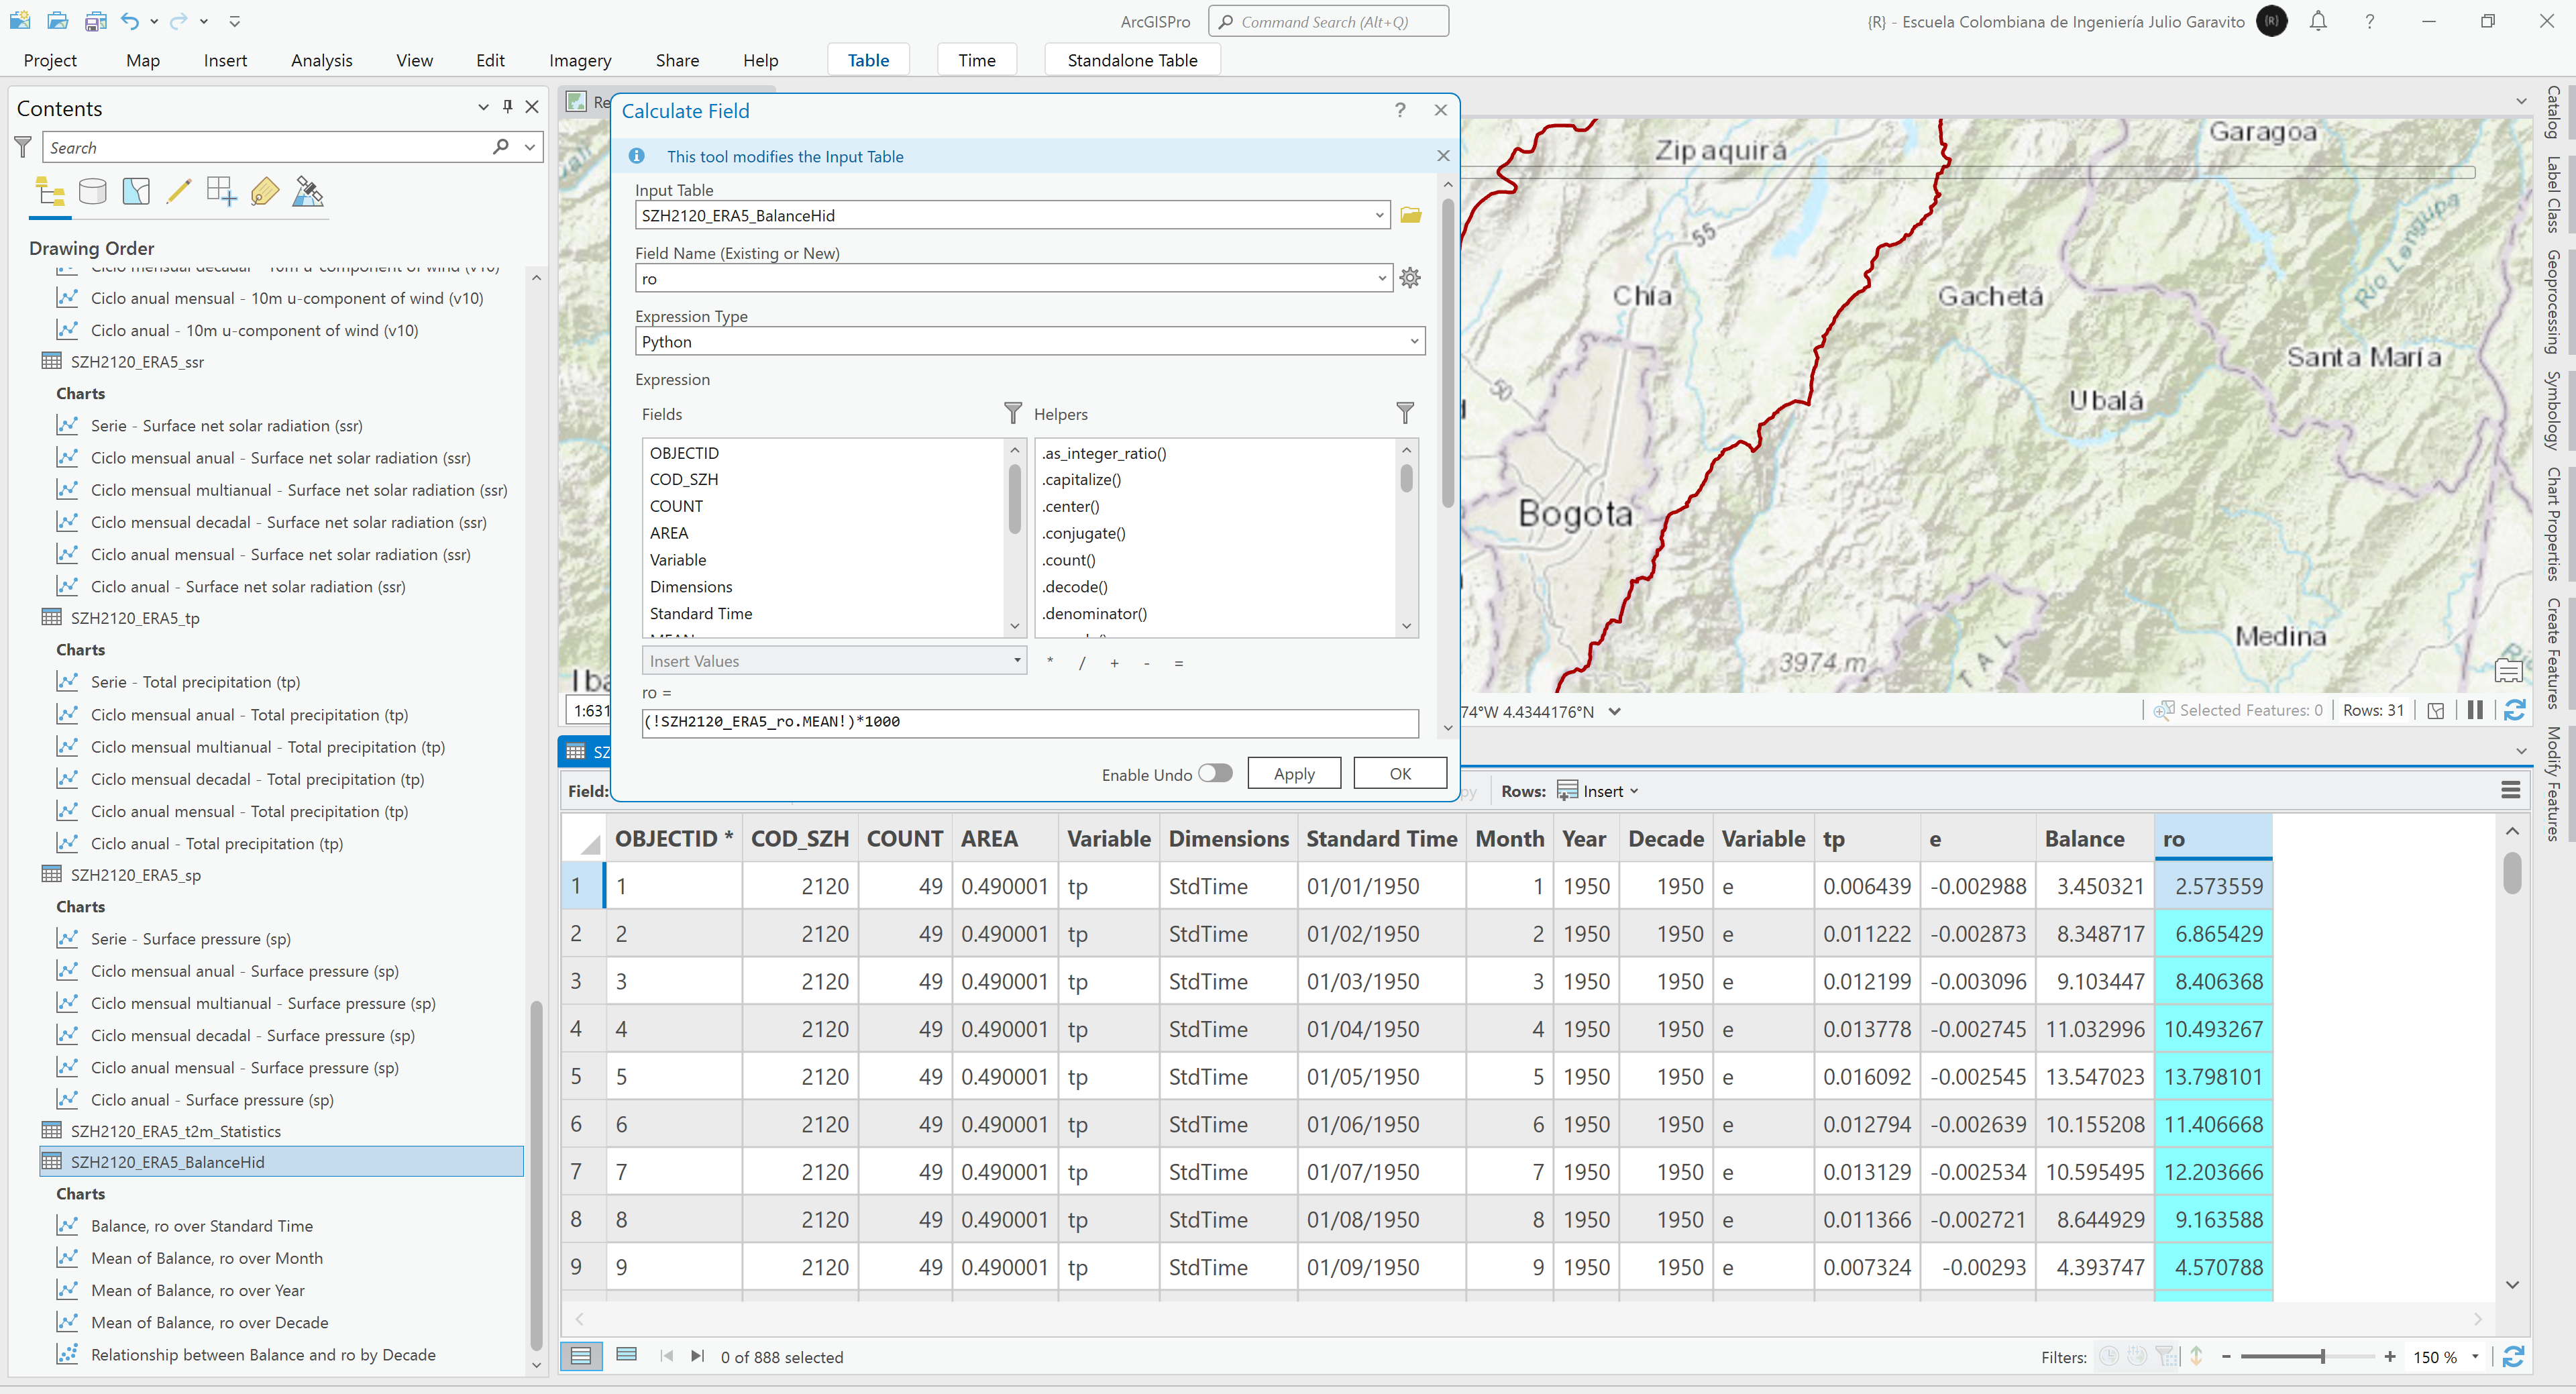 ArcGISPro
Command Search (Alt+Q)
{R} - Escuela Colombiana de Ingeniería Julio Garavito
{R}
Project
Map
Insert
Analysis
View
Edit
Imagery
Share
Help
Table
Time
Standalone Table
Contents
Search
Drawing Order
Ciclo mensual decadal - 10m u-component of wind (v10)
Ciclo anual mensual - 10m u-component of wind (v10)
Ciclo anual - 10m u-component of wind (v10)
SZH2120_ERA5_ssr
Charts
Serie - Surface net solar radiation (ssr)
Ciclo mensual anual - Surface net solar radiation (ssr)
Ciclo mensual multianual - Surface net solar radiation (ssr)
Ciclo mensual decadal - Surface net solar radiation (ssr)
Ciclo anual mensual - Surface net solar radiation (ssr)
Ciclo anual - Surface net solar radiation (ssr)
SZH2120_ERA5_tp
Charts
Serie - Total precipitation (tp)
Ciclo mensual anual - Total precipitation (tp)
Ciclo mensual multianual - Total precipitation (tp)
Ciclo mensual decadal - Total precipitation (tp)
Ciclo anual mensual - Total precipitation (tp)
Ciclo anual - Total precipitation (tp)
SZH2120_ERA5_sp
Charts
Serie - Surface pressure (sp)
Ciclo mensual anual - Surface pressure (sp)
Ciclo mensual multianual - Surface pressure (sp)
Ciclo mensual decadal - Surface pressure (sp)
Ciclo anual mensual - Surface pressure (sp)
Ciclo anual - Surface pressure (sp)
SZH2120_ERA5_t2m_Statistics
SZH2120_ERA5_BalanceHid
Charts
Balance, ro over Standard Time
Mean of Balance, ro over Month
Mean of Balance, ro over Year
Mean of Balance, ro over Decade
Relationship between Balance and ro by Decade
Re
Calculate Field
?
This tool modifies the Input Table
Input Table
SZH2120_ERA5_BalanceHid
Field Name (Existing or New)
ro
Expression Type
Python
Expression
Fields
Helpers
OBJECTID
COD_SZH
COUNT
AREA
Variable
Dimensions
Standard Time
.as_integer_ratio()
.capitalize()
.center()
.conjugate()
.count()
.decode()
.denominator()
Insert Values
* / + - =
ro =
(!SZH2120_ERA5_ro.MEAN!)*1000
Enable Undo
Apply
OK
Zipaquirá
Garagoa
55
Río Lengupa
Chía
Gachetá
50
Santa María
Ubalá
Bogota
Medina
3974 m
TAL
Iba
1:631
74°W 4.4344176°N
Selected Features: 0
Rows: 31
Catalog
Label Class
Geoprocessing
Symbology
Chart Properties
Create Features
Modify Features
SZ
Field:
py
Rows:
Insert
OBJECTID * COD_SZH COUNT AREA Variable Dimensions Standard Time Month Year Decade Variable tp e Balance ro
1 1 2120 49 0.490001 tp StdTime 01/01/1950 1 1950 1950 e 0.006439 -0.002988 3.450321 2.573559
2 2 2120 49 0.490001 tp StdTime 01/02/1950 2 1950 1950 e 0.011222 -0.002873 8.348717 6.865429
3 3 2120 49 0.490001 tp StdTime 01/03/1950 3 1950 1950 e 0.012199 -0.003096 9.103447 8.406368
4 4 2120 49 0.490001 tp StdTime 01/04/1950 4 1950 1950 e 0.013778 -0.002745 11.032996 10.493267
5 5 2120 49 0.490001 tp StdTime 01/05/1950 5 1950 1950 e 0.016092 -0.002545 13.547023 13.798101
6 6 2120 49 0.490001 tp StdTime 01/06/1950 6 1950 1950 e 0.012794 -0.002639 10.155208 11.406668
7 7 2120 49 0.490001 tp StdTime 01/07/1950 7 1950 1950 e 0.013129 -0.002534 10.595495 12.203666
8 8 2120 49 0.490001 tp StdTime 01/08/1950 8 1950 1950 e 0.011366 -0.002721 8.644929 9.163588
9 9 2120 49 0.490001 tp StdTime 01/09/1950 9 1950 1950 e 0.007324 -0.00293 4.393747 4.570788
0 of 888 selected
Filters:
- + 150 %